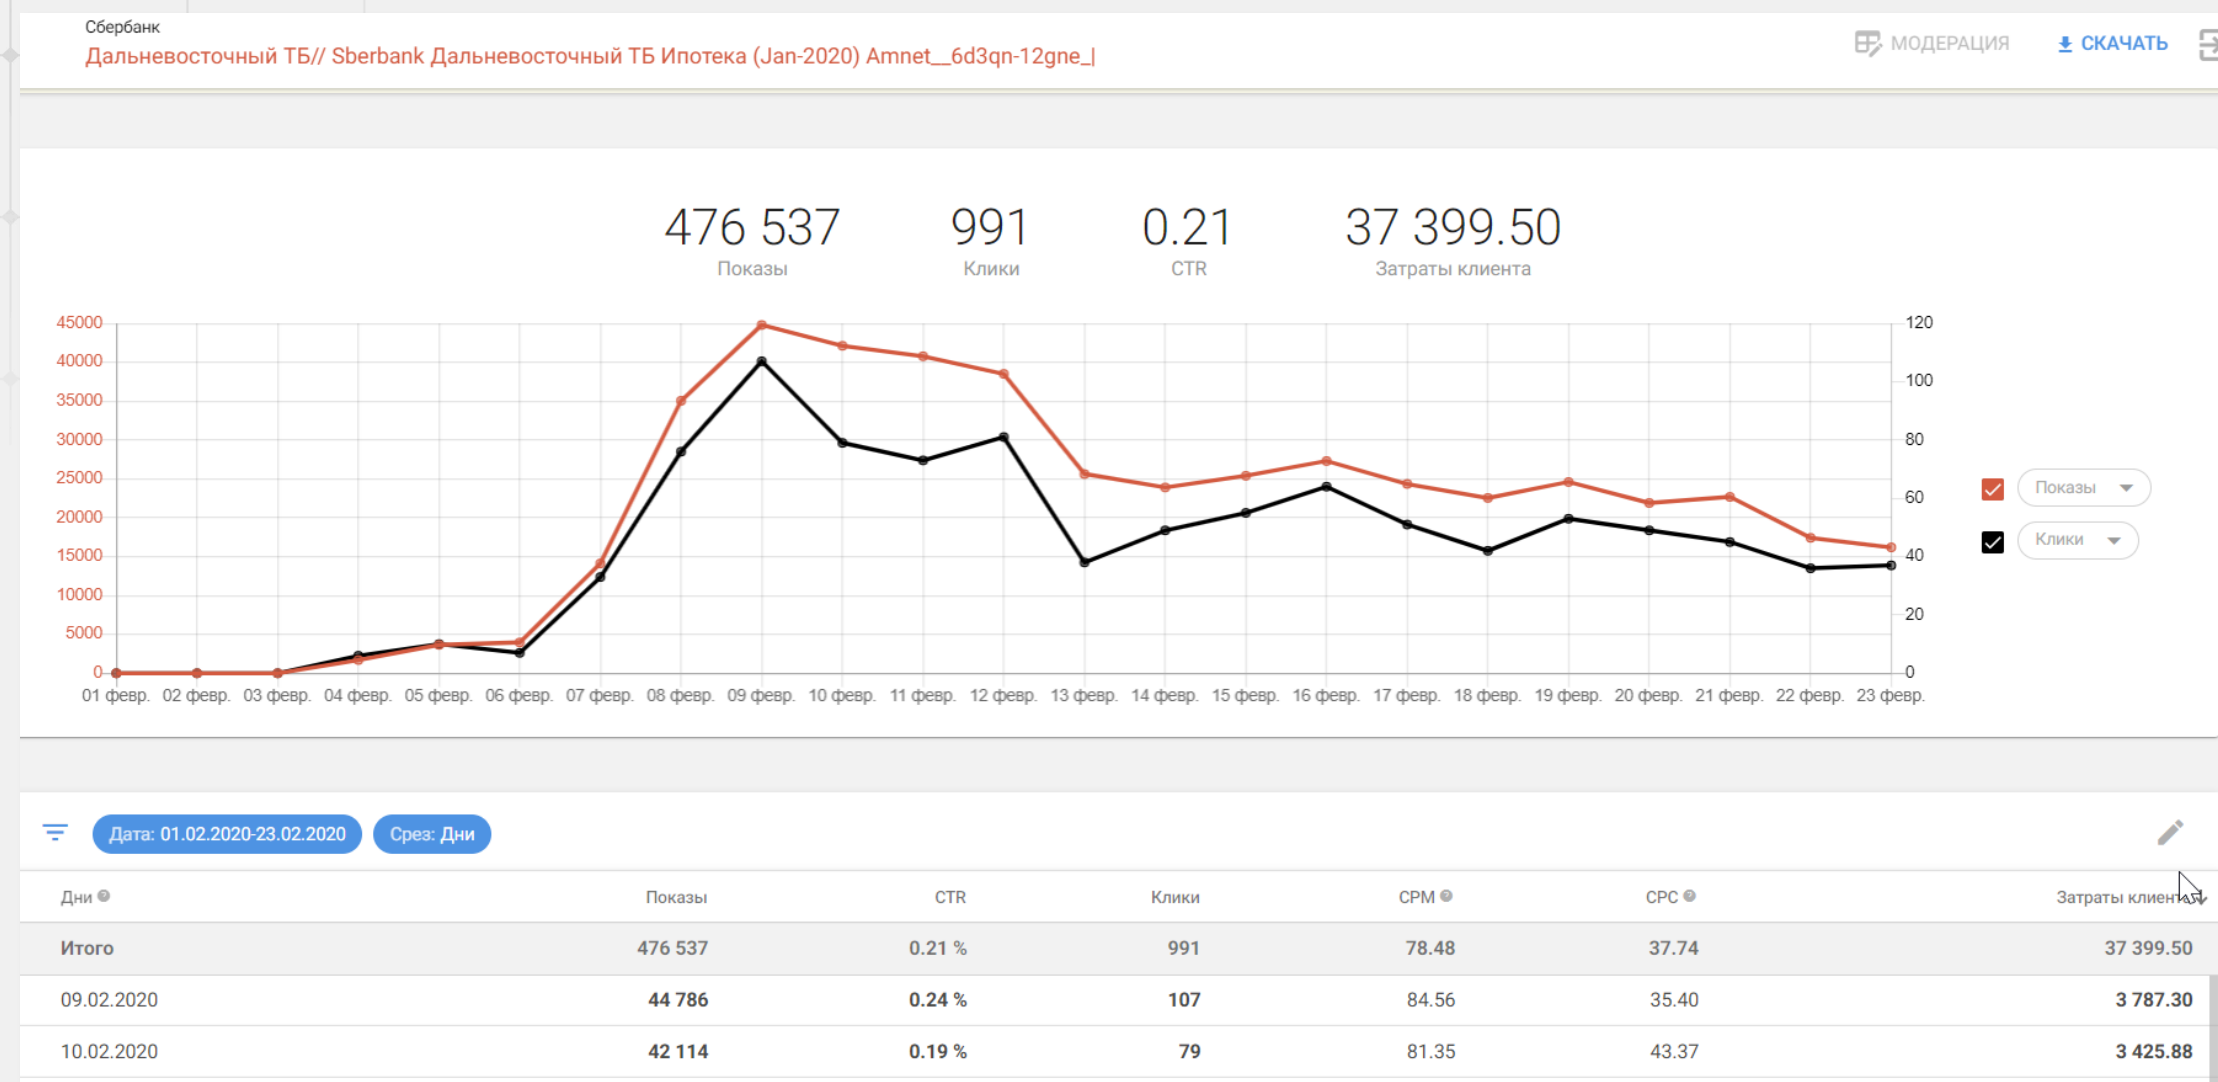 Сбербанк
Дальневосточный ТБ// Sberbank Дальневосточный ТБ Ипотека (Jan-2020) Amnet__6d3qn-12gne_|
МОДЕРАЦИЯ
СКАЧАТЬ
476 537 991 0.21 37 399.50
Показы Клики CTR Затраты клиента
45000 120
40000
100
35000
30000 80
25000
60
20000
15000 40
10000
20
5000
0 0
01 февр. 02 февр. 03 февр. 04 февр. 05 февр. 06 февр. 07 февр. 08 февр. 09 февр. 10 февр. 11 февр. 12 февр. 13 февр. 14 февр. 15 февр. 16 февр. 17 февр. 18 февр. 19 февр. 20 февр. 21 февр. 22 февр. 23 февр.
Показы
Клики
Дата: 01.02.2020-23.02.2020 Срез: Дни
Дни Показы CTR Клики CPM CPC Затраты
Итого 476 537 0.21 % 991 78.48 37.74 37 399.50
09.02.2020 44 786 0.24 % 107 84.56 35.40 3 787.30
10.02.2020 42 114 0.19 % 79 81.35 43.37 3 425.88